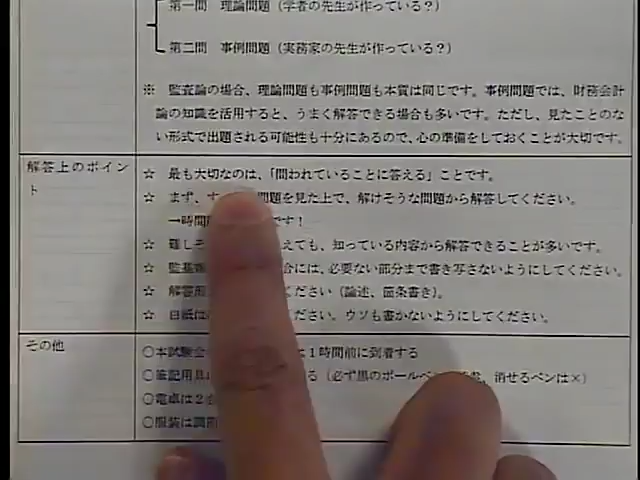 第一問 理論問題（学者の先生が作っている？）
第二問 事例問題（実務家の先生が作っている？）
※ 監査論の場合、理論問題も事例問題も本質は同じです。事例問題では、財務会計
論の知識を活用すると、うまく解答できる場合も多いです。ただし、見たことのな
い形式で出題される可能性も十分にあるので、心の準備をしておくことが大切です。
解答上のポイン
ト
☆ 最も大切なのは、「問われていることに答える」ことです。
☆ まず、す 問題を見た上で、解けそうな問題から解答してください。
→時間 です！
☆ 難しそ えても、知っている内容から解答できることが多いです。
☆ 監基報 合には、必要ない部分まで書き写さないようにしてください。
☆ 解答 ください（論述、箇条書き）。
☆ 白紙は ださい。ウソも書かないようにしてください。
その他
○本試験会 は１時間前に到着する
○筆記用具 る（必ず黒のボールペン 消せるペンは×）
○電卓は２
○服装は調節